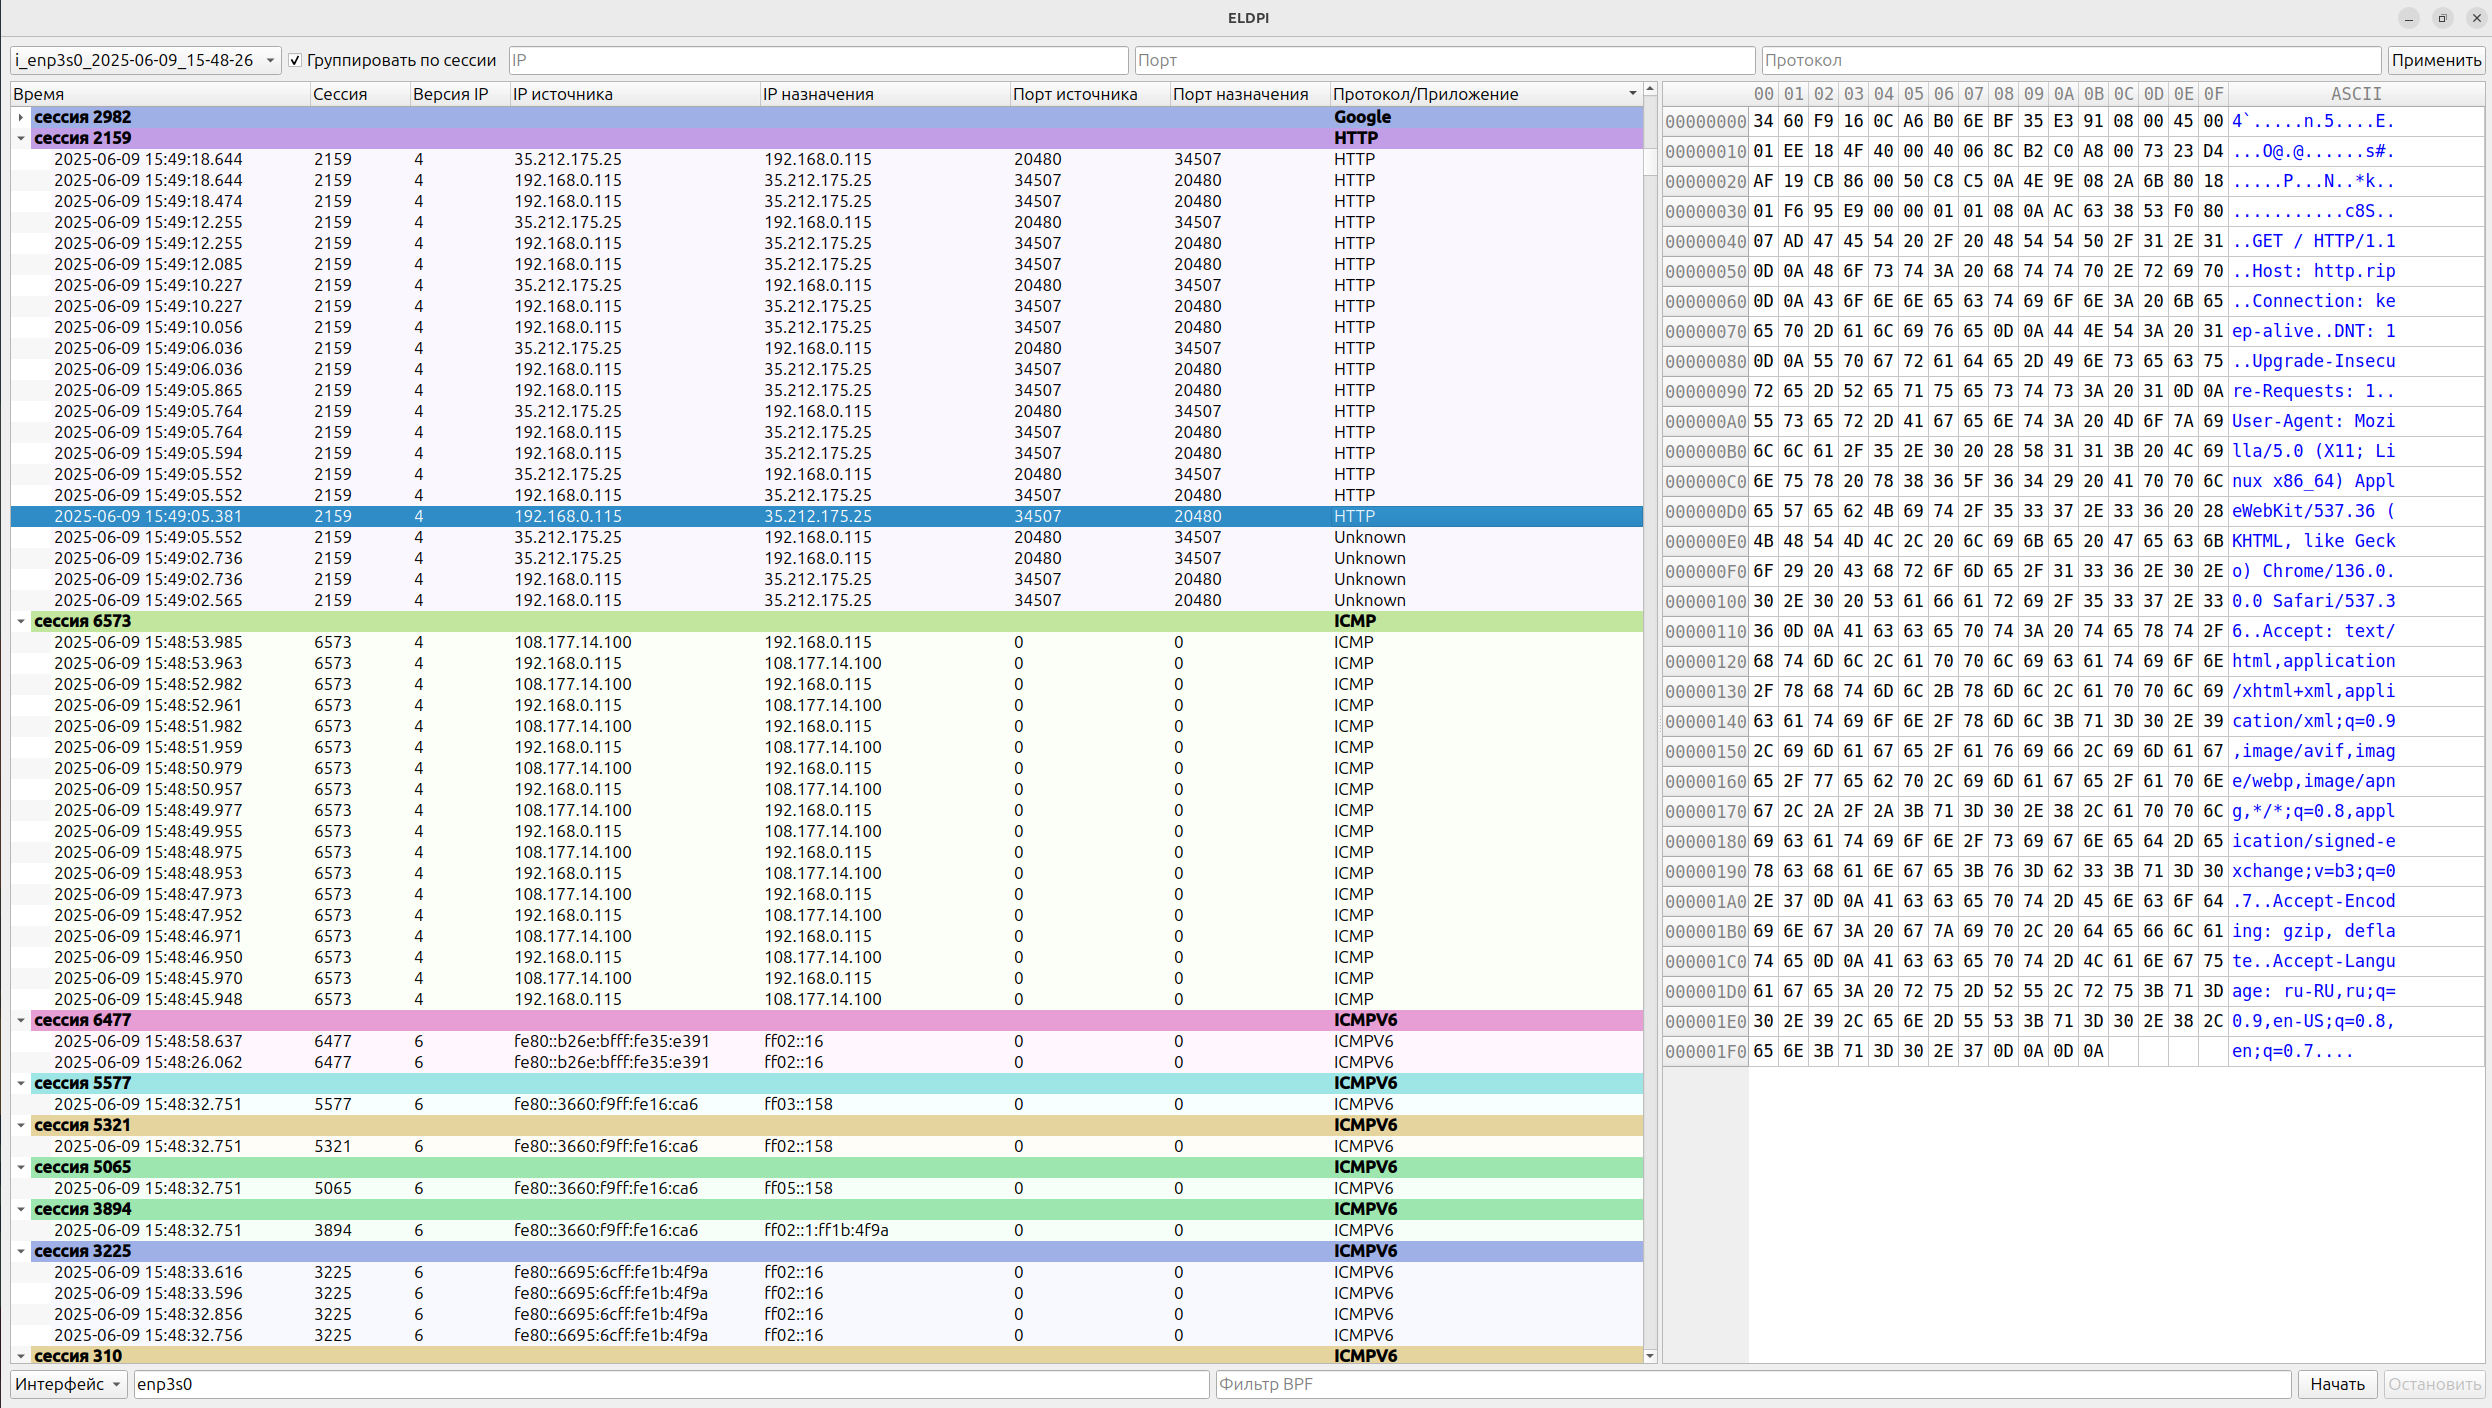 ELDPI
i_enp3s0_2025-06-09_15-48-26 Группировать по сессии IP Порт Протокол Применить
Время Сессия Версия IP IP источника IP назначения Порт источника Порт назначения Протокол/Приложение
сессия 2982 Google
сессия 2159 HTTP
2025-06-09 15:49:18.644 2159 4 35.212.175.25 192.168.0.115 20480 34507 HTTP
2025-06-09 15:49:18.644 2159 4 192.168.0.115 35.212.175.25 34507 20480 HTTP
2025-06-09 15:49:18.474 2159 4 192.168.0.115 35.212.175.25 34507 20480 HTTP
2025-06-09 15:49:12.255 2159 4 35.212.175.25 192.168.0.115 20480 34507 HTTP
2025-06-09 15:49:12.255 2159 4 192.168.0.115 35.212.175.25 34507 20480 HTTP
2025-06-09 15:49:12.085 2159 4 192.168.0.115 35.212.175.25 34507 20480 HTTP
2025-06-09 15:49:10.227 2159 4 35.212.175.25 192.168.0.115 20480 34507 HTTP
2025-06-09 15:49:10.227 2159 4 192.168.0.115 35.212.175.25 34507 20480 HTTP
2025-06-09 15:49:10.056 2159 4 192.168.0.115 35.212.175.25 34507 20480 HTTP
2025-06-09 15:49:06.036 2159 4 35.212.175.25 192.168.0.115 20480 34507 HTTP
2025-06-09 15:49:06.036 2159 4 192.168.0.115 35.212.175.25 34507 20480 HTTP
2025-06-09 15:49:05.865 2159 4 192.168.0.115 35.212.175.25 34507 20480 HTTP
2025-06-09 15:49:05.764 2159 4 35.212.175.25 192.168.0.115 20480 34507 HTTP
2025-06-09 15:49:05.764 2159 4 192.168.0.115 35.212.175.25 34507 20480 HTTP
2025-06-09 15:49:05.594 2159 4 192.168.0.115 35.212.175.25 34507 20480 HTTP
2025-06-09 15:49:05.552 2159 4 35.212.175.25 192.168.0.115 20480 34507 HTTP
2025-06-09 15:49:05.552 2159 4 192.168.0.115 35.212.175.25 34507 20480 HTTP
2025-06-09 15:49:05.381 2159 4 192.168.0.115 35.212.175.25 34507 20480 HTTP
2025-06-09 15:49:05.552 2159 4 35.212.175.25 192.168.0.115 20480 34507 Unknown
2025-06-09 15:49:02.736 2159 4 35.212.175.25 192.168.0.115 20480 34507 Unknown
2025-06-09 15:49:02.736 2159 4 192.168.0.115 35.212.175.25 34507 20480 Unknown
2025-06-09 15:49:02.565 2159 4 192.168.0.115 35.212.175.25 34507 20480 Unknown
сессия 6573 ICMP
2025-06-09 15:48:53.985 6573 4 108.177.14.100 192.168.0.115 0 0 ICMP
2025-06-09 15:48:53.963 6573 4 192.168.0.115 108.177.14.100 0 0 ICMP
2025-06-09 15:48:52.982 6573 4 108.177.14.100 192.168.0.115 0 0 ICMP
2025-06-09 15:48:52.961 6573 4 192.168.0.115 108.177.14.100 0 0 ICMP
2025-06-09 15:48:51.982 6573 4 108.177.14.100 192.168.0.115 0 0 ICMP
2025-06-09 15:48:51.959 6573 4 192.168.0.115 108.177.14.100 0 0 ICMP
2025-06-09 15:48:50.979 6573 4 108.177.14.100 192.168.0.115 0 0 ICMP
2025-06-09 15:48:50.957 6573 4 192.168.0.115 108.177.14.100 0 0 ICMP
2025-06-09 15:48:49.977 6573 4 108.177.14.100 192.168.0.115 0 0 ICMP
2025-06-09 15:48:49.955 6573 4 192.168.0.115 108.177.14.100 0 0 ICMP
2025-06-09 15:48:48.975 6573 4 108.177.14.100 192.168.0.115 0 0 ICMP
2025-06-09 15:48:48.953 6573 4 192.168.0.115 108.177.14.100 0 0 ICMP
2025-06-09 15:48:47.973 6573 4 108.177.14.100 192.168.0.115 0 0 ICMP
2025-06-09 15:48:47.952 6573 4 192.168.0.115 108.177.14.100 0 0 ICMP
2025-06-09 15:48:46.971 6573 4 108.177.14.100 192.168.0.115 0 0 ICMP
2025-06-09 15:48:46.950 6573 4 192.168.0.115 108.177.14.100 0 0 ICMP
2025-06-09 15:48:45.970 6573 4 108.177.14.100 192.168.0.115 0 0 ICMP
2025-06-09 15:48:45.948 6573 4 192.168.0.115 108.177.14.100 0 0 ICMP
сессия 6477 ICMPV6
2025-06-09 15:48:58.637 6477 6 fe80::b26e:bfff:fe35:e391 ff02::16 0 0 ICMPV6
2025-06-09 15:48:26.062 6477 6 fe80::b26e:bfff:fe35:e391 ff02::16 0 0 ICMPV6
сессия 5577 ICMPV6
2025-06-09 15:48:32.751 5577 6 fe80::3660:f9ff:fe16:ca6 ff03::158 0 0 ICMPV6
сессия 5321 ICMPV6
2025-06-09 15:48:32.751 5321 6 fe80::3660:f9ff:fe16:ca6 ff02::158 0 0 ICMPV6
сессия 5065 ICMPV6
2025-06-09 15:48:32.751 5065 6 fe80::3660:f9ff:fe16:ca6 ff05::158 0 0 ICMPV6
сессия 3894 ICMPV6
2025-06-09 15:48:32.751 3894 6 fe80::3660:f9ff:fe16:ca6 ff02::1:ff1b:4f9a 0 0 ICMPV6
сессия 3225 ICMPV6
2025-06-09 15:48:33.616 3225 6 fe80::6695:6cff:fe1b:4f9a ff02::16 0 0 ICMPV6
2025-06-09 15:48:33.596 3225 6 fe80::6695:6cff:fe1b:4f9a ff02::16 0 0 ICMPV6
2025-06-09 15:48:32.856 3225 6 fe80::6695:6cff:fe1b:4f9a ff02::16 0 0 ICMPV6
2025-06-09 15:48:32.756 3225 6 fe80::6695:6cff:fe1b:4f9a ff02::16 0 0 ICMPV6
сессия 310 ICMPV6
00 01 02 03 04 05 06 07 08 09 0A 0B 0C 0D 0E 0F ASCII
00000000 34 60 F9 16 0C A6 B0 6E BF 35 E3 91 08 00 45 00 4`.....n.5....E.
00000010 01 EE 18 4F 40 00 40 06 8C B2 C0 A8 00 73 23 D4 ...O@.@......s#.
00000020 AF 19 CB 86 00 50 C8 C5 0A 4E 9E 08 2A 6B 80 18 .....P...N..*k..
00000030 01 F6 95 E9 00 00 01 01 08 0A AC 63 38 53 F0 80 ...........c8S..
00000040 07 AD 47 45 54 20 2F 20 48 54 54 50 2F 31 2E 31 ..GET / HTTP/1.1
00000050 0D 0A 48 6F 73 74 3A 20 68 74 74 70 2E 72 69 70 ..Host: http.rip
00000060 0D 0A 43 6F 6E 6E 65 63 74 69 6F 6E 3A 20 6B 65 ..Connection: ke
00000070 65 70 2D 61 6C 69 76 65 0D 0A 44 4E 54 3A 20 31 ep-alive..DNT: 1
00000080 0D 0A 55 70 67 72 61 64 65 2D 49 6E 73 65 63 75 ..Upgrade-Insecu
00000090 72 65 2D 52 65 71 75 65 73 74 73 3A 20 31 0D 0A re-Requests: 1..
000000A0 55 73 65 72 2D 41 67 65 6E 74 3A 20 4D 6F 7A 69 User-Agent: Mozi
000000B0 6C 6C 61 2F 35 2E 30 20 28 58 31 31 3B 20 4C 69 lla/5.0 (X11; Li
000000C0 6E 75 78 20 78 38 36 5F 36 34 29 20 41 70 70 6C nux x86_64) Appl
000000D0 65 57 65 62 4B 69 74 2F 35 33 37 2E 33 36 20 28 eWebKit/537.36 (
000000E0 4B 48 54 4D 4C 2C 20 6C 69 6B 65 20 47 65 63 6B KHTML, like Geck
000000F0 6F 29 20 43 68 72 6F 6D 65 2F 31 33 36 2E 30 2E o) Chrome/136.0.
00000100 30 2E 30 20 53 61 66 61 72 69 2F 35 33 37 2E 33 0.0 Safari/537.3
00000110 36 0D 0A 41 63 63 65 70 74 3A 20 74 65 78 74 2F 6..Accept: text/
00000120 68 74 6D 6C 2C 61 70 70 6C 69 63 61 74 69 6F 6E html,application
00000130 2F 78 68 74 6D 6C 2B 78 6D 6C 2C 61 70 70 6C 69 /xhtml+xml,appli
00000140 63 61 74 69 6F 6E 2F 78 6D 6C 3B 71 3D 30 2E 39 cation/xml;q=0.9
00000150 2C 69 6D 61 67 65 2F 61 76 69 66 2C 69 6D 61 67 ,image/avif,imag
00000160 65 2F 77 65 62 70 2C 69 6D 61 67 65 2F 61 70 6E e/webp,image/apn
00000170 67 2C 2A 2F 2A 3B 71 3D 30 2E 38 2C 61 70 70 6C g,*/*;q=0.8,appl
00000180 69 63 61 74 69 6F 6E 2F 73 69 67 6E 65 64 2D 65 ication/signed-e
00000190 78 63 68 61 6E 67 65 3B 76 3D 62 33 3B 71 3D 30 xchange;v=b3;q=0
000001A0 2E 37 0D 0A 41 63 63 65 70 74 2D 45 6E 63 6F 64 .7..Accept-Encod
000001B0 69 6E 67 3A 20 67 7A 69 70 2C 20 64 65 66 6C 61 ing: gzip, defla
000001C0 74 65 0D 0A 41 63 63 65 70 74 2D 4C 61 6E 67 75 te..Accept-Langu
000001D0 61 67 65 3A 20 72 75 2D 52 55 2C 72 75 3B 71 3D age: ru-RU,ru;q=
000001E0 30 2E 39 2C 65 6E 2D 55 53 3B 71 3D 30 2E 38 2C 0.9,en-US;q=0.8,
000001F0 65 6E 3B 71 3D 30 2E 37 0D 0A 0D 0A en;q=0.7....
Интерфейс enp3s0 Фильтр BPF Начать Остановить